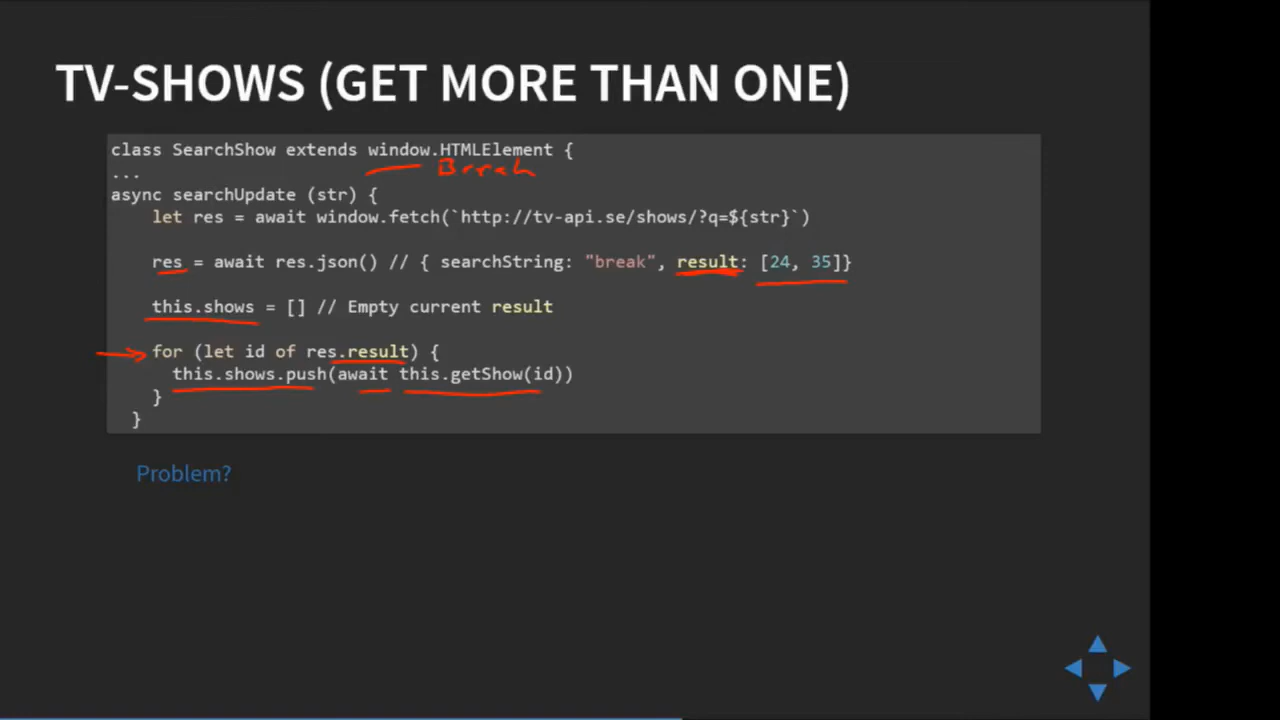 TV-SHOWS (GET MORE THAN ONE)
class SearchShow extends window.HTMLElement {
...
async searchUpdate (str) {
let res = await window.fetch(`http://tv-api.se/shows/?q=${str}`)
res = await res.json() // { searchString: "break", result: [24, 35]}
this.shows = [] // Empty current result
for (let id of res.result) {
this.shows.push(await this.getShow(id))
}
}
Problem?